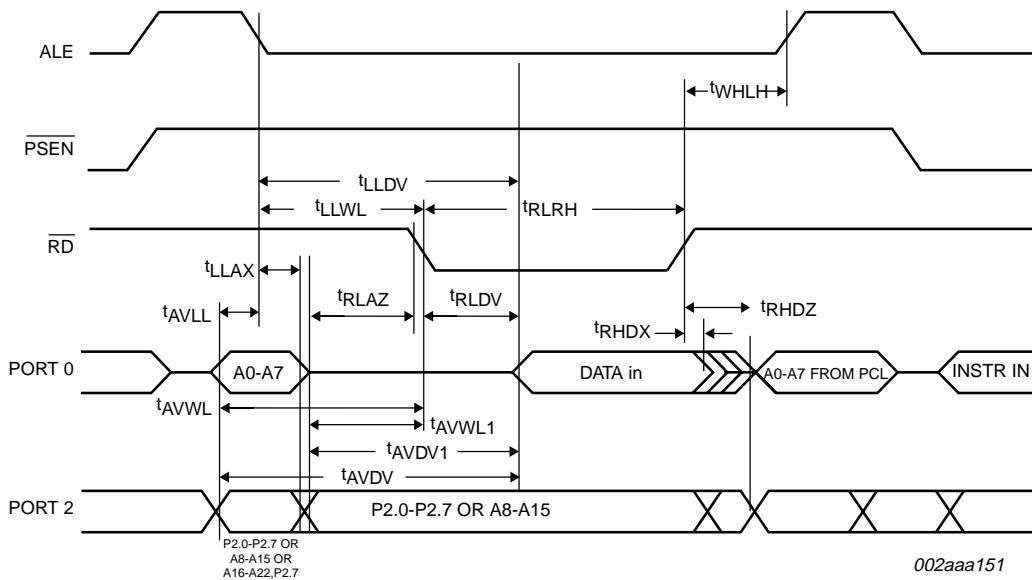 ALE
tWHLH
PSEN
tLLDV
tLLWL
tRLRH
RD
tLLAX
tRLAZ
tRLDV
tAVLL
tRHDZ
tRHDX
PORT 0
A0-A7
DATA in
A0-A7 FROM PCL
INSTR IN
tAVWL
tAVWL1
tAVDV1
tAVDV
PORT 2
P2.0-P2.7 OR A8-A15
P2.0-P2.7 OR
A8-A15 OR
A16-A22,P2.7
002aaa151